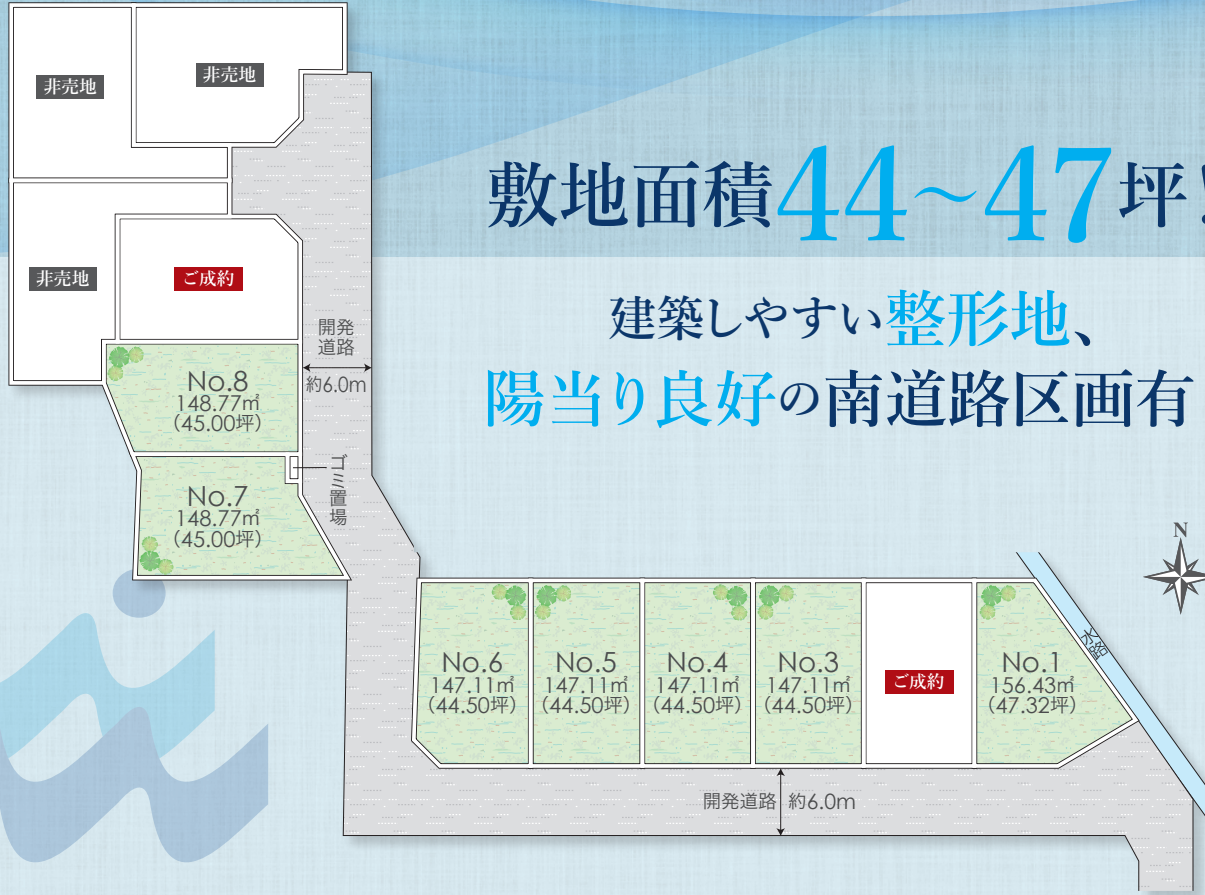 敷地面積44〜47坪!
建築しやすい整形地、
陽当り良好の南道路区画有
非売地
非売地
非売地
ご成約
開発
道路
約6.0m
No.8
148.77㎡
(45.00坪)
ゴミ置場
No.7
148.77㎡
(45.00坪)
N
水路
No.6
147.11㎡
(44.50坪)
No.5
147.11㎡
(44.50坪)
No.4
147.11㎡
(44.50坪)
No.3
147.11㎡
(44.50坪)
ご成約
No.1
156.43㎡
(47.32坪)
開発道路 約6.0m